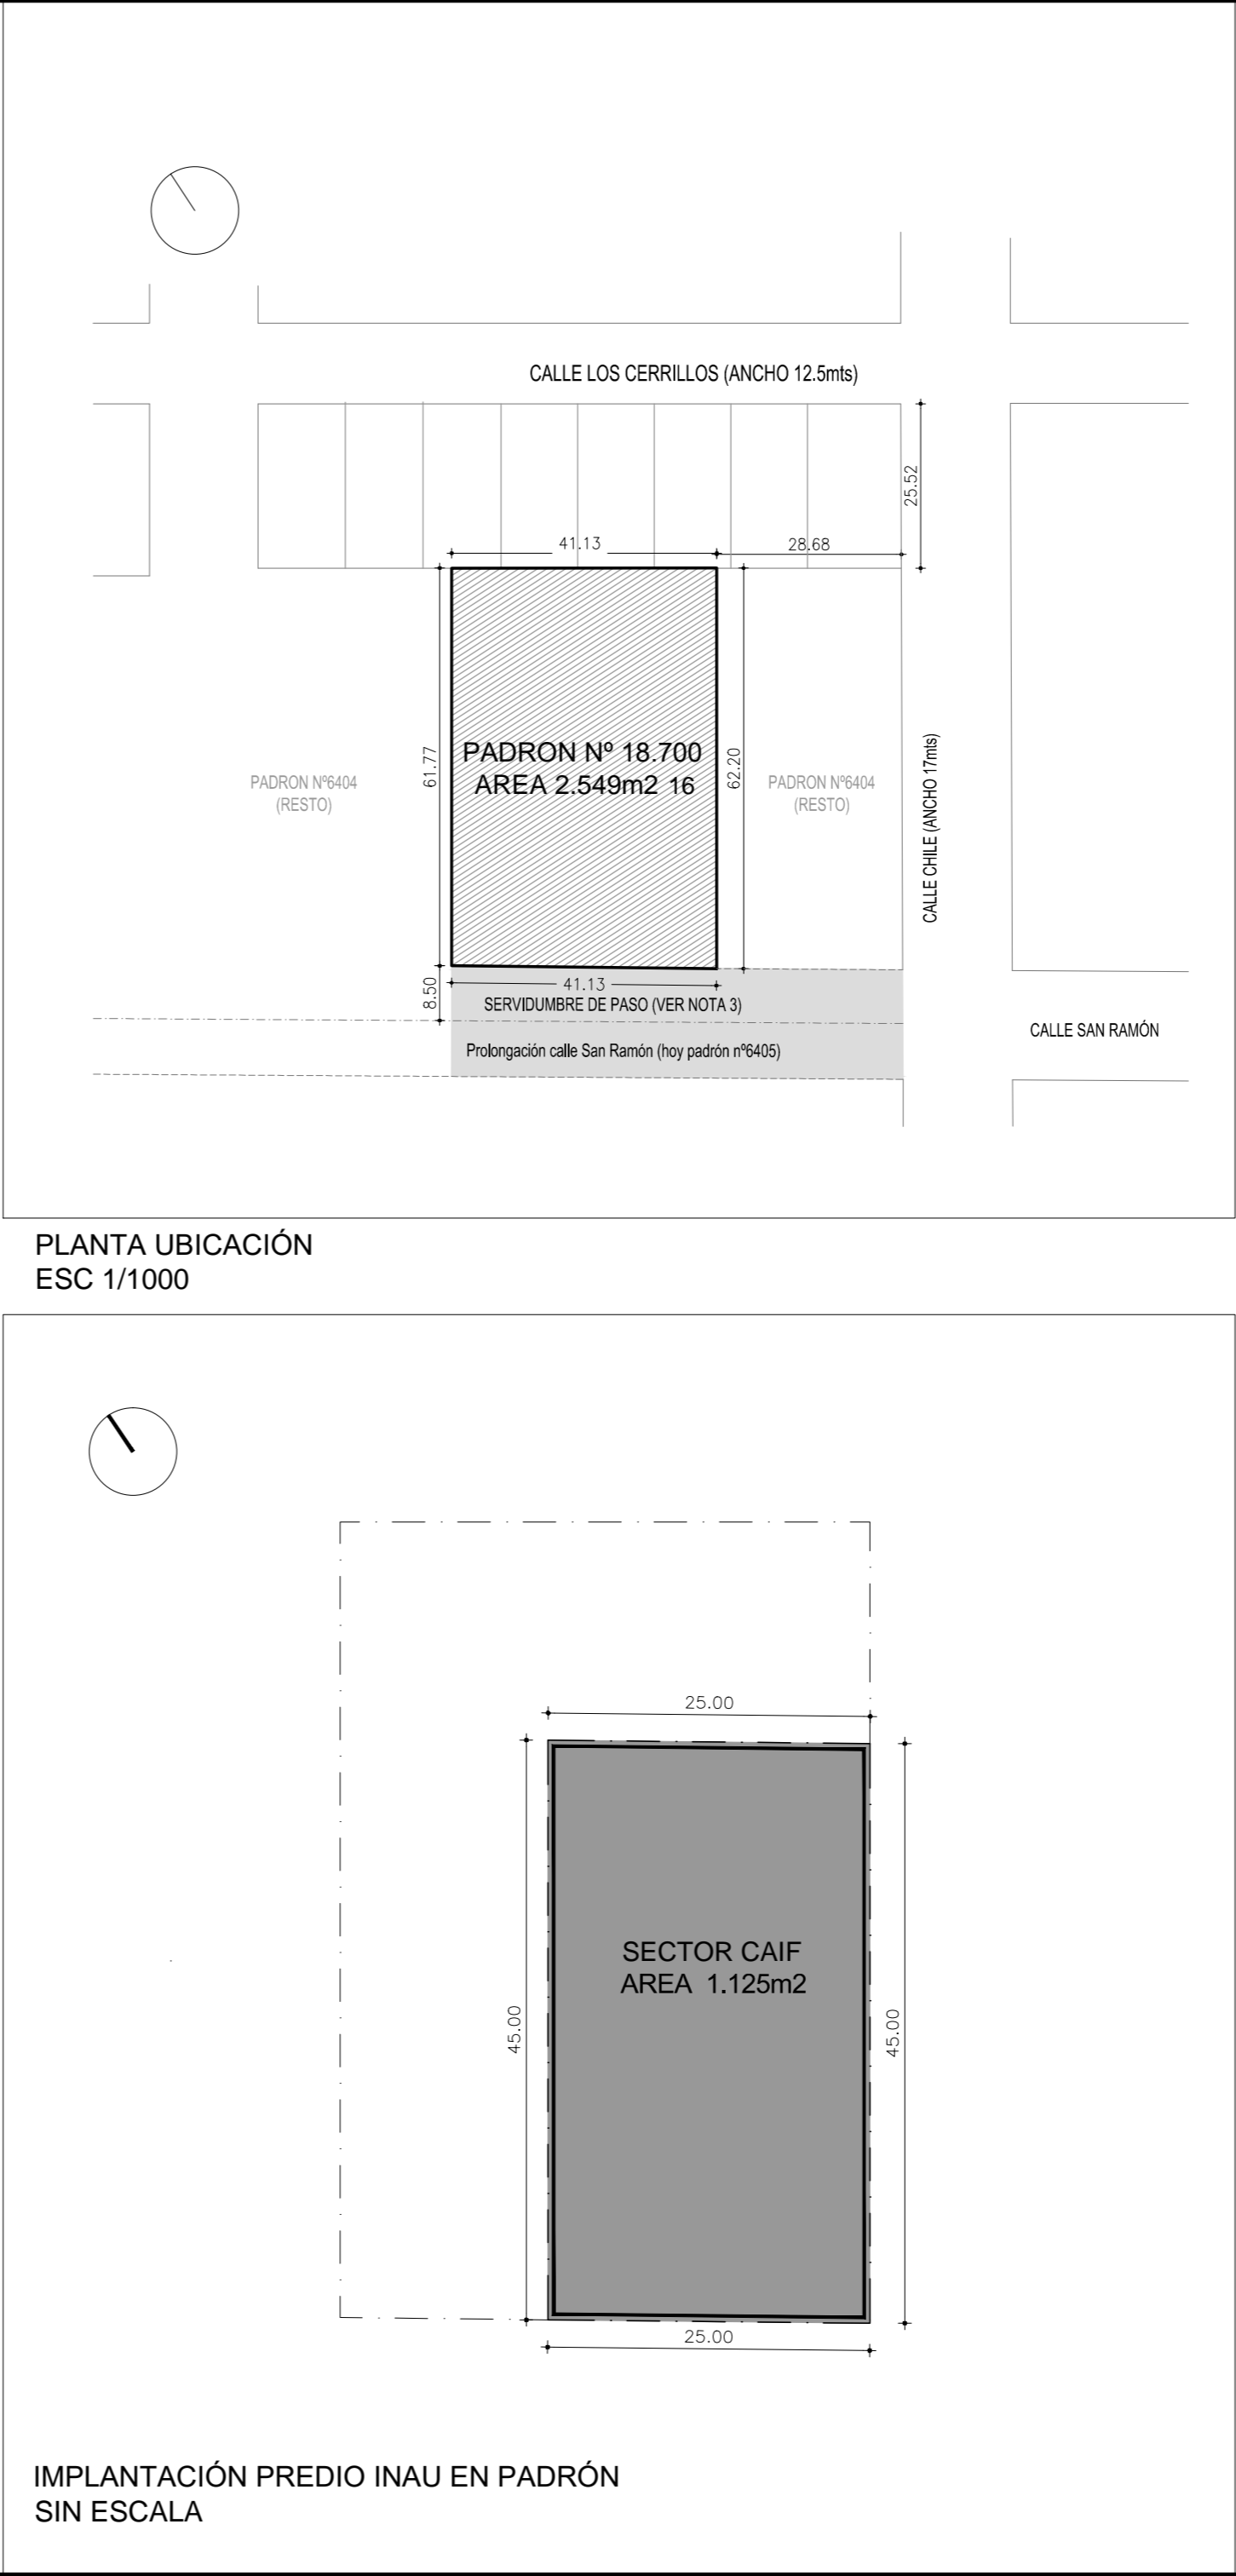 CALLE LOS CERRILLOS (ANCHO 12.5mts)
25.52
41.13
28.68
61.77
PADRON Nº 18.700
AREA 2.549m2 16
62.20
PADRON Nº6404
(RESTO)
PADRON Nº6404
(RESTO)
CALLE CHILE (ANCHO 17mts)
8.50
41.13
SERVIDUMBRE DE PASO (VER NOTA 3)
Prolongación calle San Ramón (hoy padrón nº6405)
CALLE SAN RAMÓN
PLANTA UBICACIÓN
ESC 1/1000
25.00
SECTOR CAIF
AREA 1.125m2
45.00
45.00
25.00
IMPLANTACIÓN PREDIO INAU EN PADRÓN
SIN ESCALA